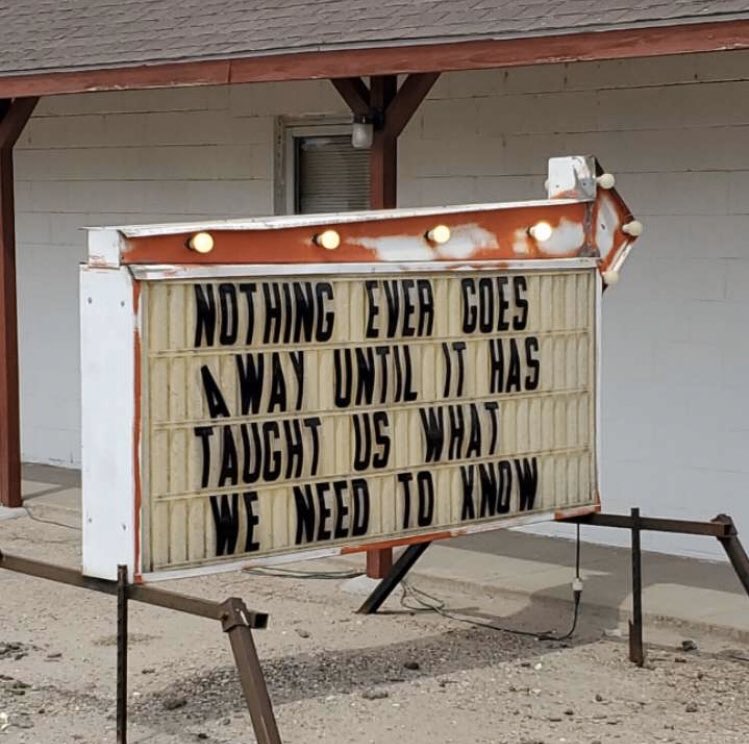 NOTHING EVER GOES
AWAY UNTIL IT HAS
TAUGHT US WHAT
WE NEED TO KNOW